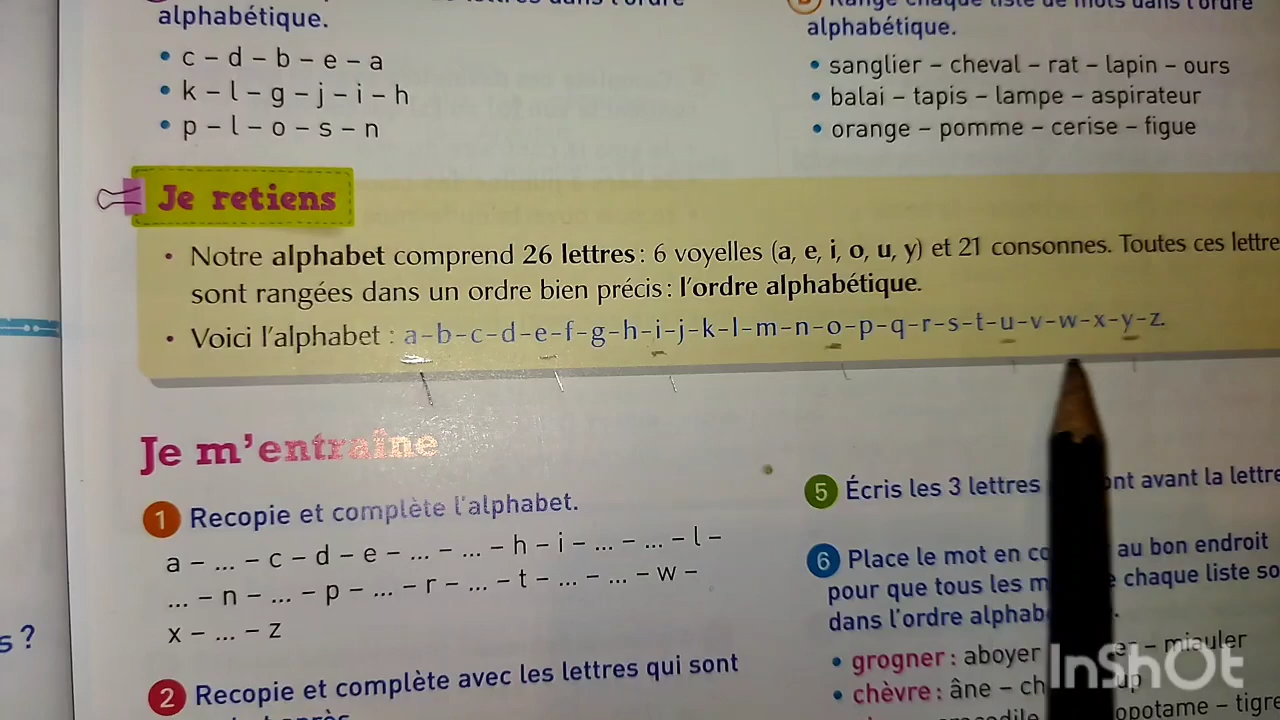 alphabétique.
• c – d – b – e – a
• k – l – g – j – i – h
• p – l – o – s – n
alphabétique.
• sanglier – cheval – rat – lapin – ours
• balai – tapis – lampe – aspirateur
• orange – pomme – cerise – figue
Je retiens
• Notre alphabet comprend 26 lettres : 6 voyelles (a, e, i, o, u, y) et 21 consonnes. Toutes ces lettre
sont rangées dans un ordre bien précis : l'ordre alphabétique.
• Voici l'alphabet : a-b-c-d-e-f-g-h-i-j-k-l-m-n-o-p-q-r-s-t-u-v-w-x-y-z.
Je m'entraîne
1 Recopie et complète l'alphabet.
a – ... – c – d – e – ... – ... – h – i – ... – ... – l –
... – n – ... – p – ... – r – ... – t – ... – ... – w –
x – ... – z
2 Recopie et complète avec les lettres qui sont
s ?
5 Écris les 3 lettres ont avant la lettre
6 Place le mot en co au bon endroit
pour que tous les m chaque liste so
dans l'ordre alphab .
• grogner : aboyer – miauler
• chèvre : âne – ch up
opotame – tigre
InShOt